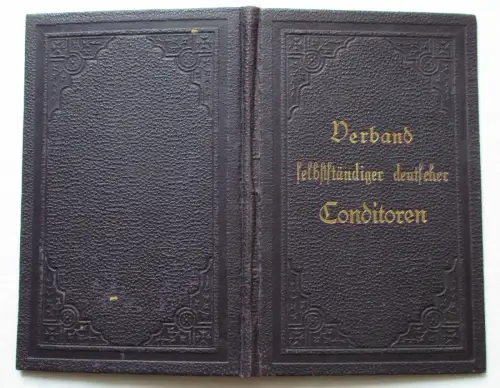 Verband
ſelbſtſtändiger deutſcher
Conditoren